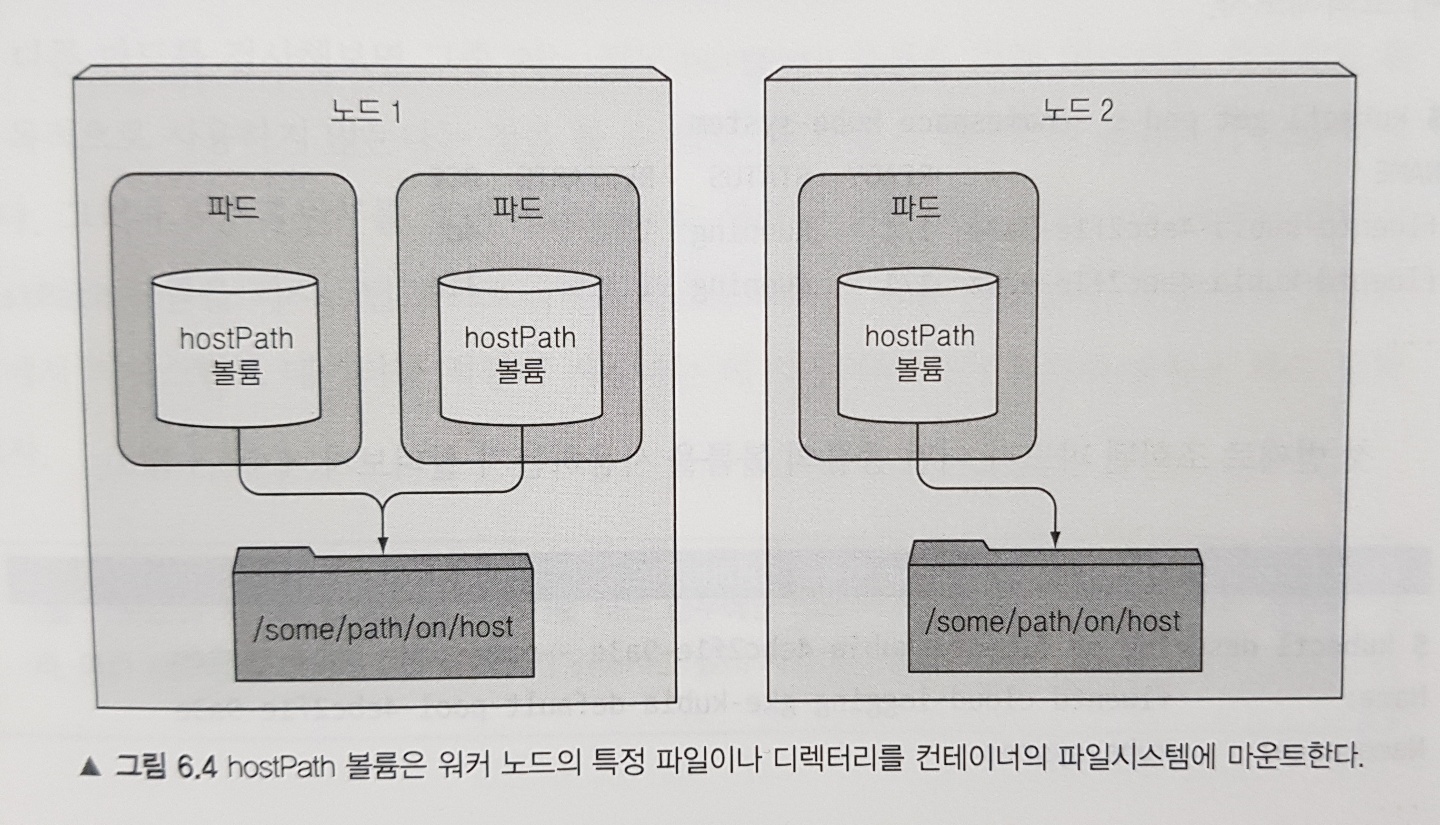 노드 1
파드
hostPath
볼륨
파드
hostPath
볼륨
/some/path/on/host
노드 2
파드
hostPath
볼륨
/some/path/on/host
▲ 그림 6.4 hostPath 볼륨은 워커 노드의 특정 파일이나 디렉터리를 컨테이너의 파일시스템에 마운트한다.